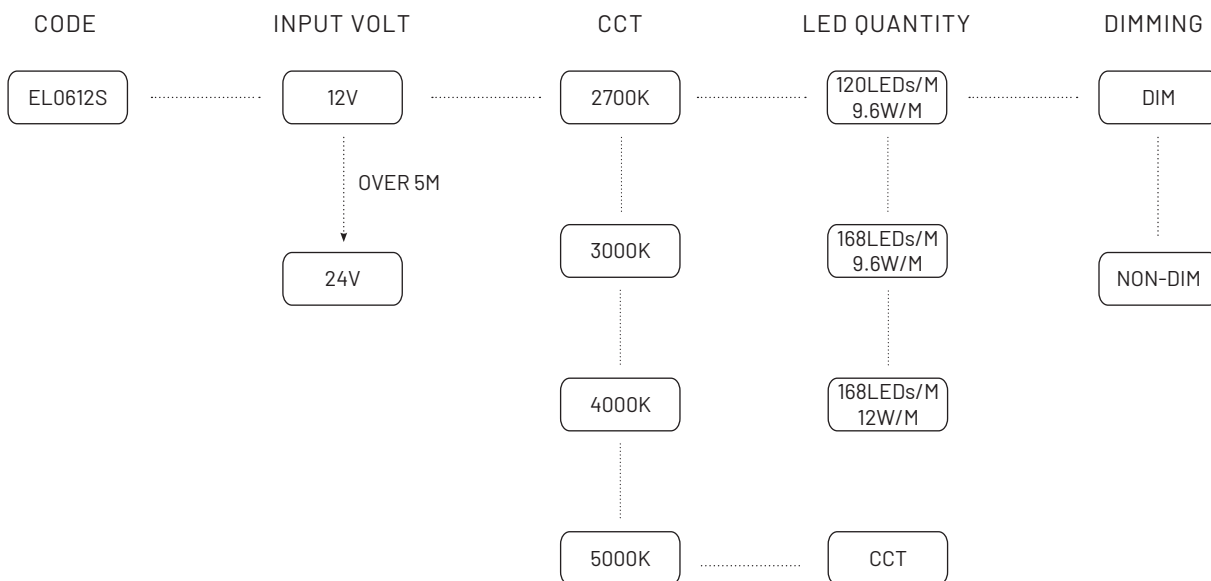 CODE
INPUT VOLT
CCT
LED QUANTITY
DIMMING
EL0612S
12V
2700K
120LEDs/M
9.6W/M
DIM
OVER 5M
24V
3000K
168LEDs/M
9.6W/M
NON-DIM
4000K
168LEDs/M
12W/M
5000K
CCT